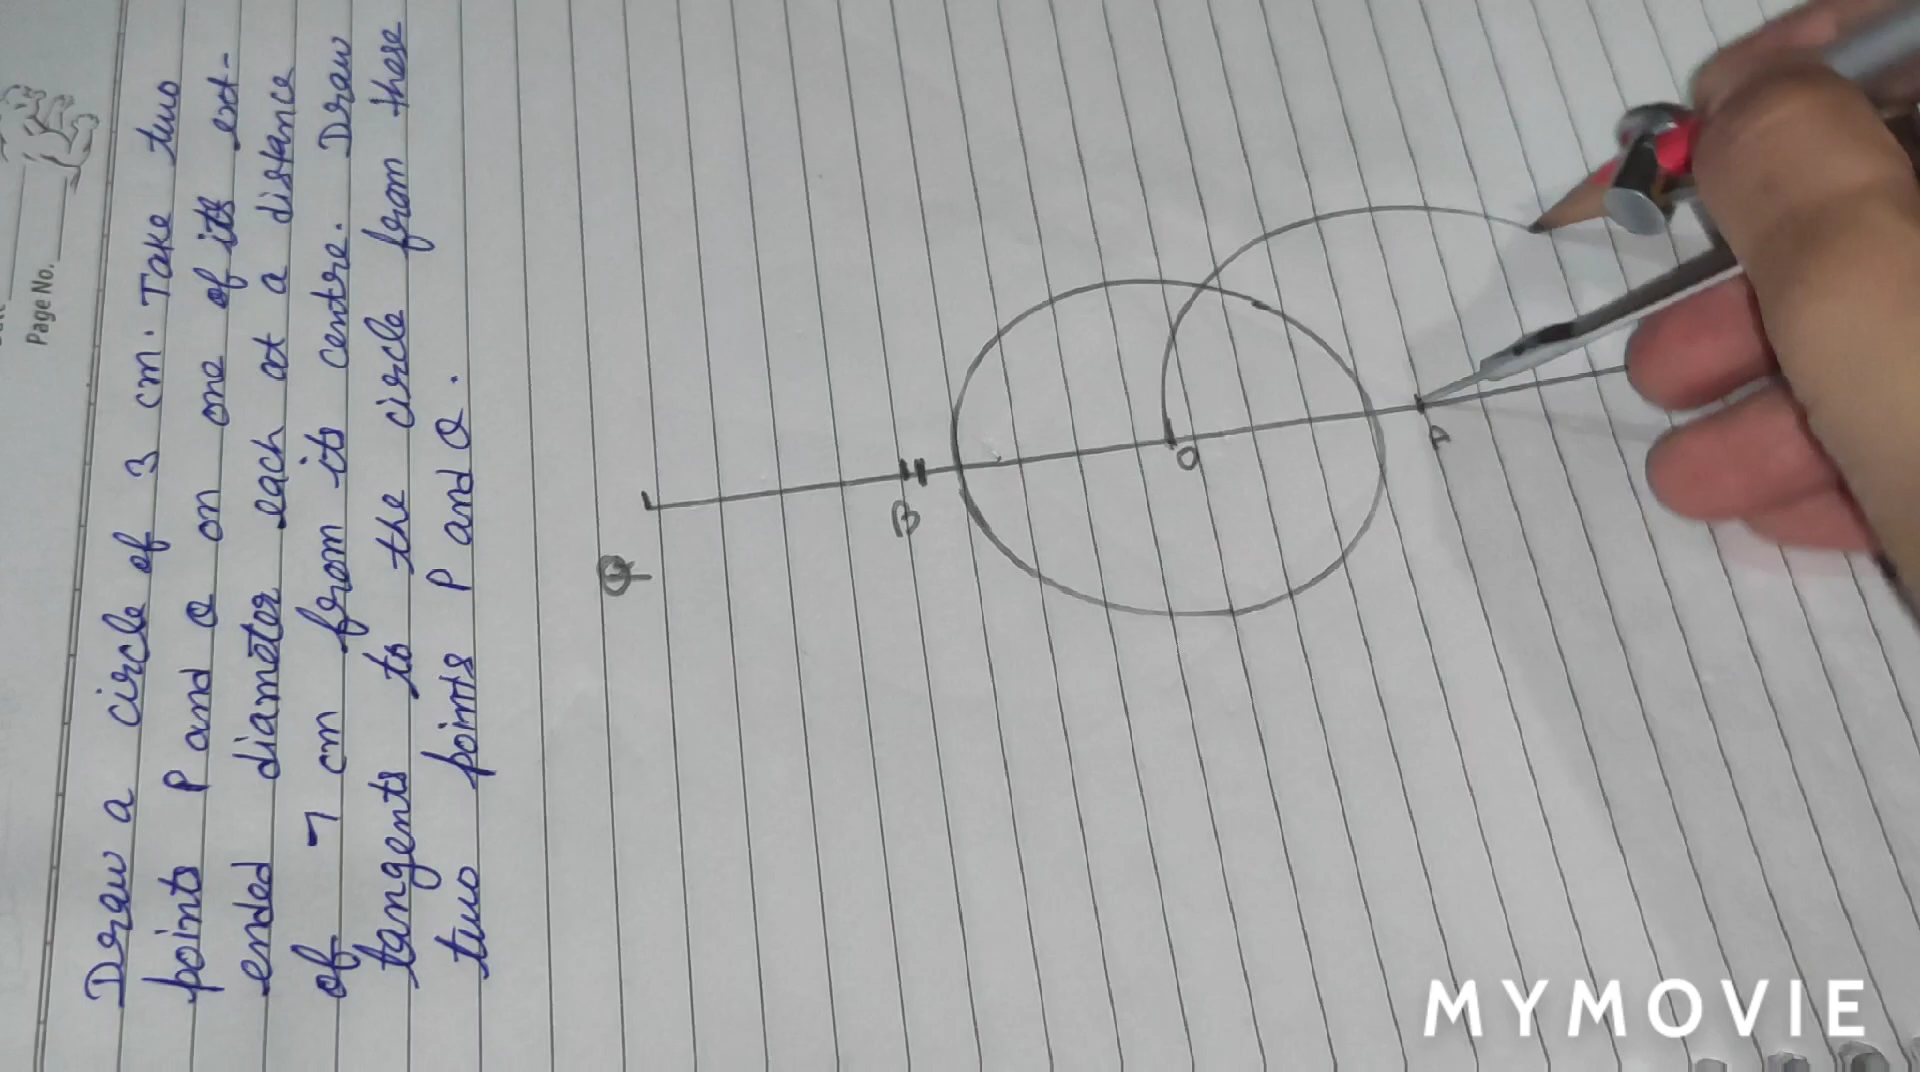 Page No.
Draw a circle of 3 cm. Take two
points P and Q on one of its ext-
ended diameter each at a distance
of 7 cm from its centre. Draw
tangents to the circle from these
two points P and Q.
Q
B
O
A
MYMOVIE